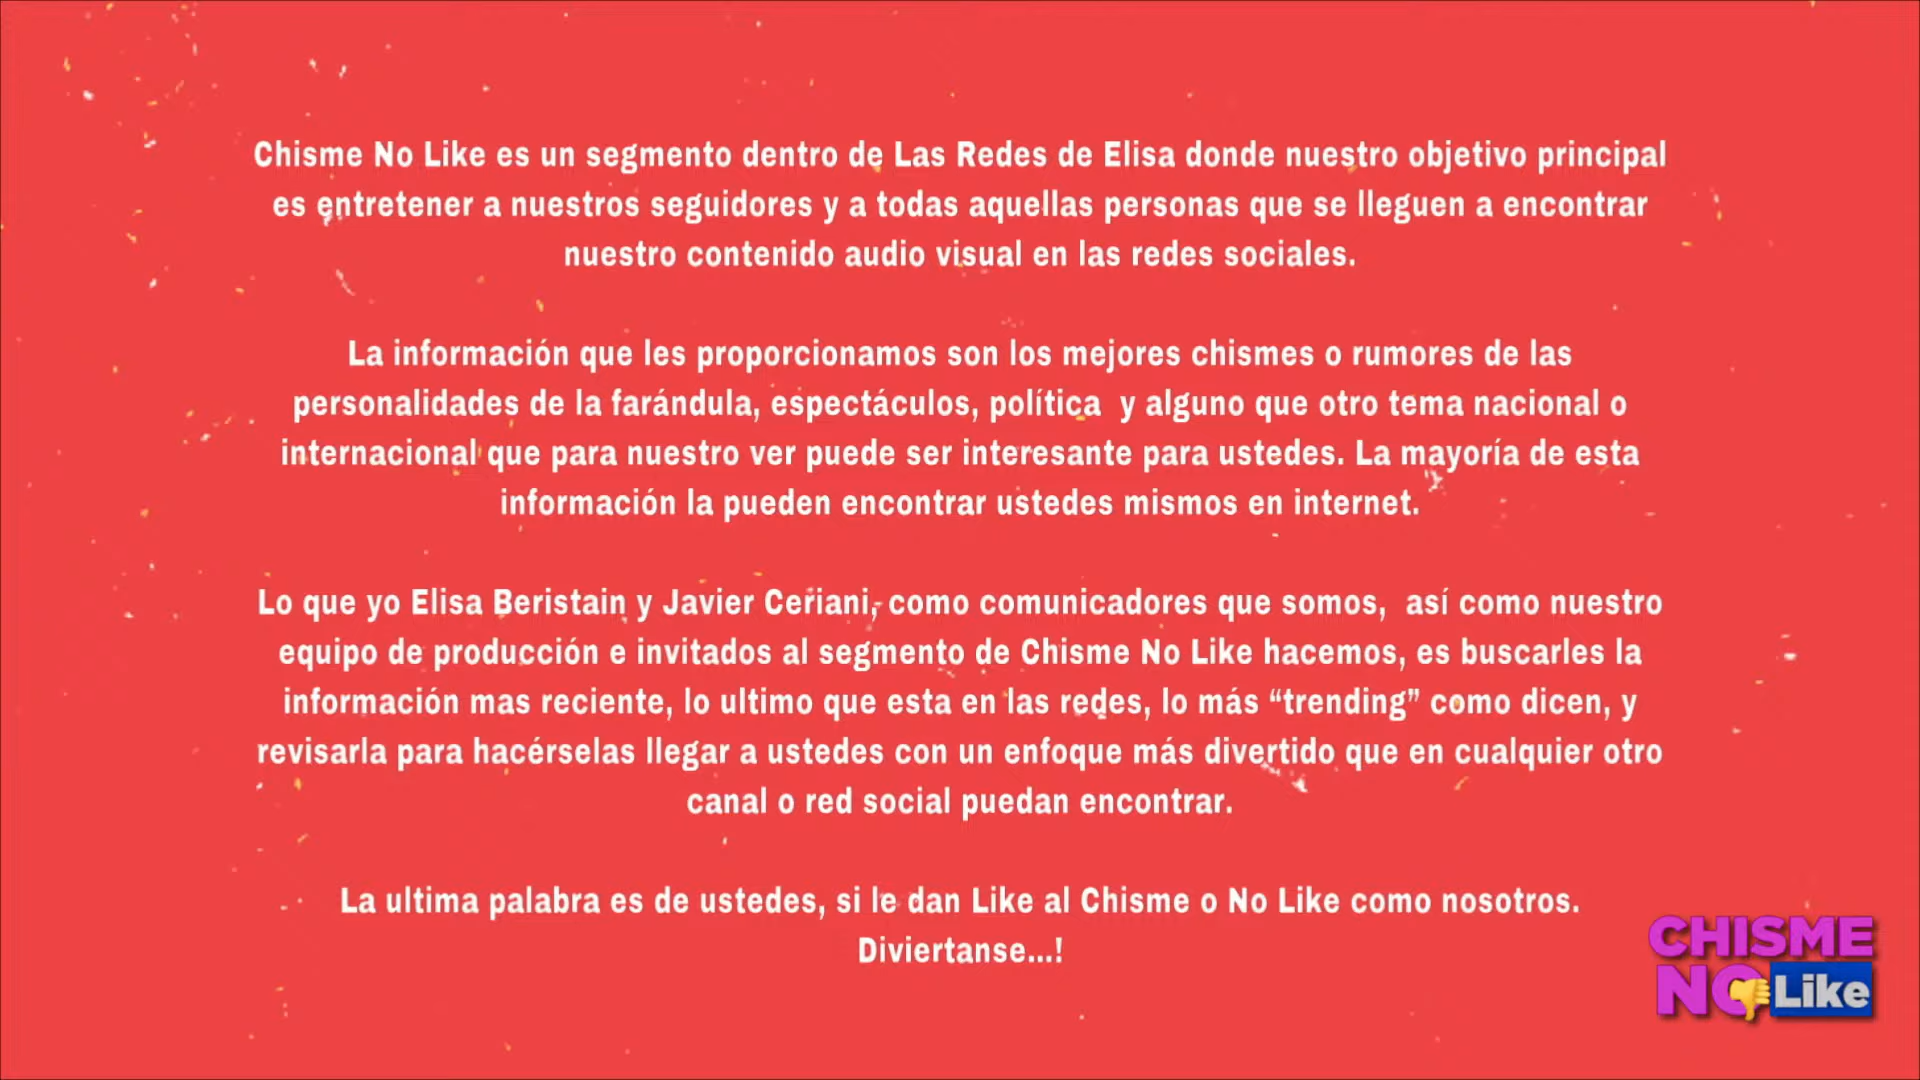 Chisme No Like es un segmento dentro de Las Redes de Elisa donde nuestro objetivo principal
es entretener a nuestros seguidores y a todas aquellas personas que se lleguen a encontrar
nuestro contenido audio visual en las redes sociales.
La información que les proporcionamos son los mejores chismes o rumores de las
personalidades de la farándula, espectáculos, política  y alguno que otro tema nacional o
internacional que para nuestro ver puede ser interesante para ustedes. La mayoría de esta
información la pueden encontrar ustedes mismos en internet.
Lo que yo Elisa Beristain y Javier Ceriani, como comunicadores que somos,  así como nuestro
equipo de producción e invitados al segmento de Chisme No Like hacemos, es buscarles la
información mas reciente, lo ultimo que esta en las redes, lo más “trending” como dicen, y
revisarla para hacérselas llegar a ustedes con un enfoque más divertido que en cualquier otro
canal o red social puedan encontrar.
La ultima palabra es de ustedes, si le dan Like al Chisme o No Like como nosotros.
Diviertanse...!
CHISME
NO Like